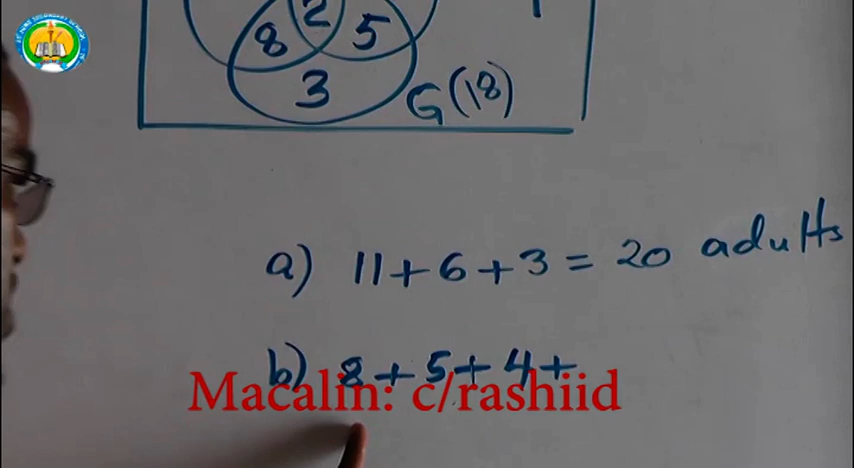 2
8 5
3 G(18)
a) 11+6+3 = 20 adults
b) 8+5+4+
Macalin: c/rashiid